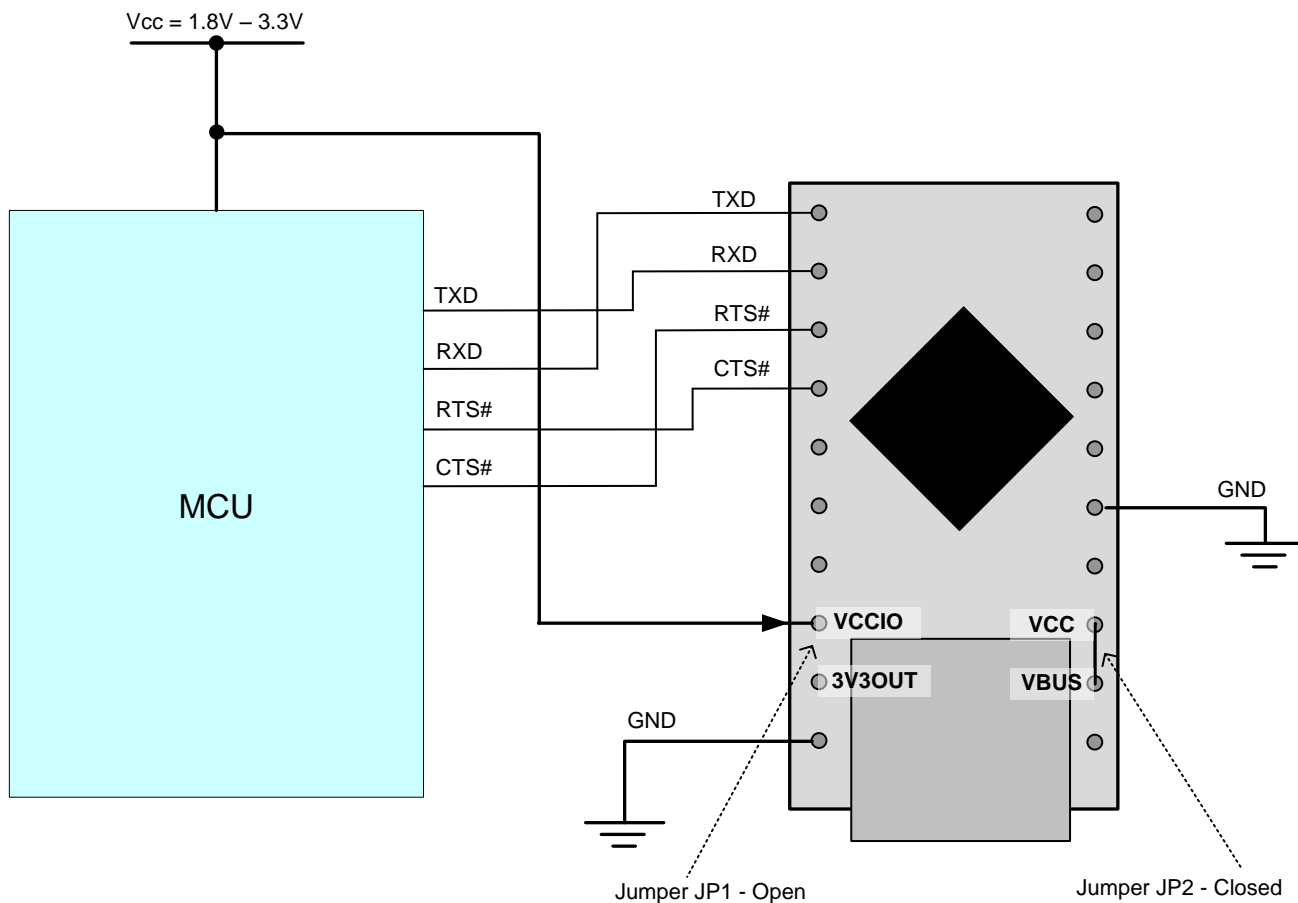 Vcc = 1.8V – 3.3V
TXD
RXD
RTS#
CTS#
TXD
RXD
RTS#
CTS#
MCU
GND
VCCIO
VCC
3V3OUT
VBUS
GND
Jumper JP1 - Open
Jumper JP2 - Closed